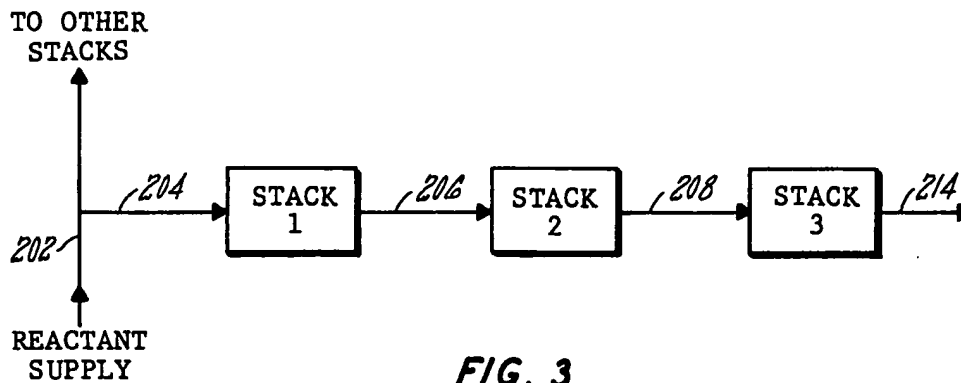 TO OTHER
STACKS
204
STACK
1
206
STACK
2
208
STACK
3
214
202
REACTANT
SUPPLY
FIG. 3